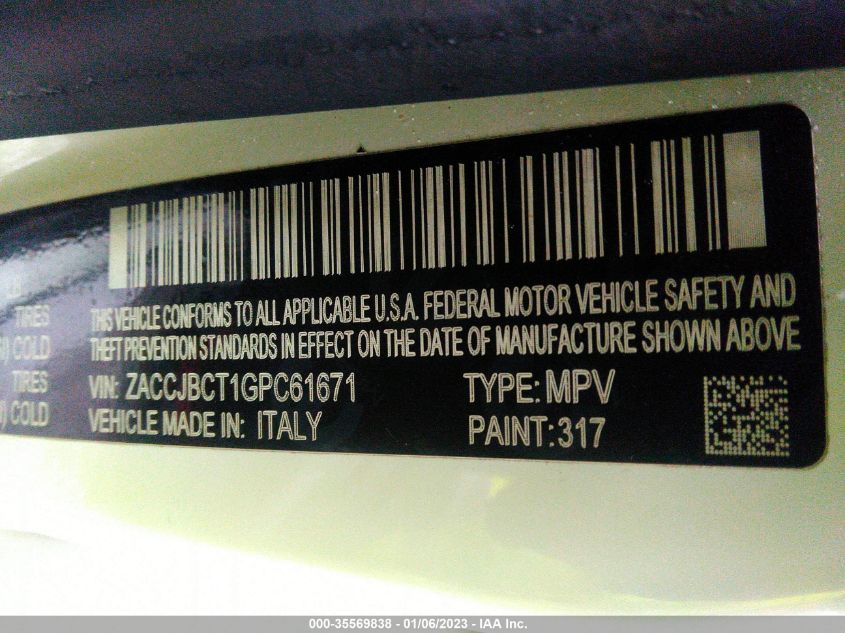 THIS VEHICLE CONFORMS TO ALL APPLICABLE U.S.A. FEDERAL MOTOR VEHICLE SAFETY AND
THEFT PREVENTION STANDARDS IN EFFECT ON THE DATE OF MANUFACTURE SHOWN ABOVE
TIRES
COLD
TIRES
COLD
VIN: ZACCJBCT1GPC61671
TYPE: MPV
VEHICLE MADE IN: ITALY
PAINT: 317
000-35569838 - 01/06/2023 - IAA Inc.